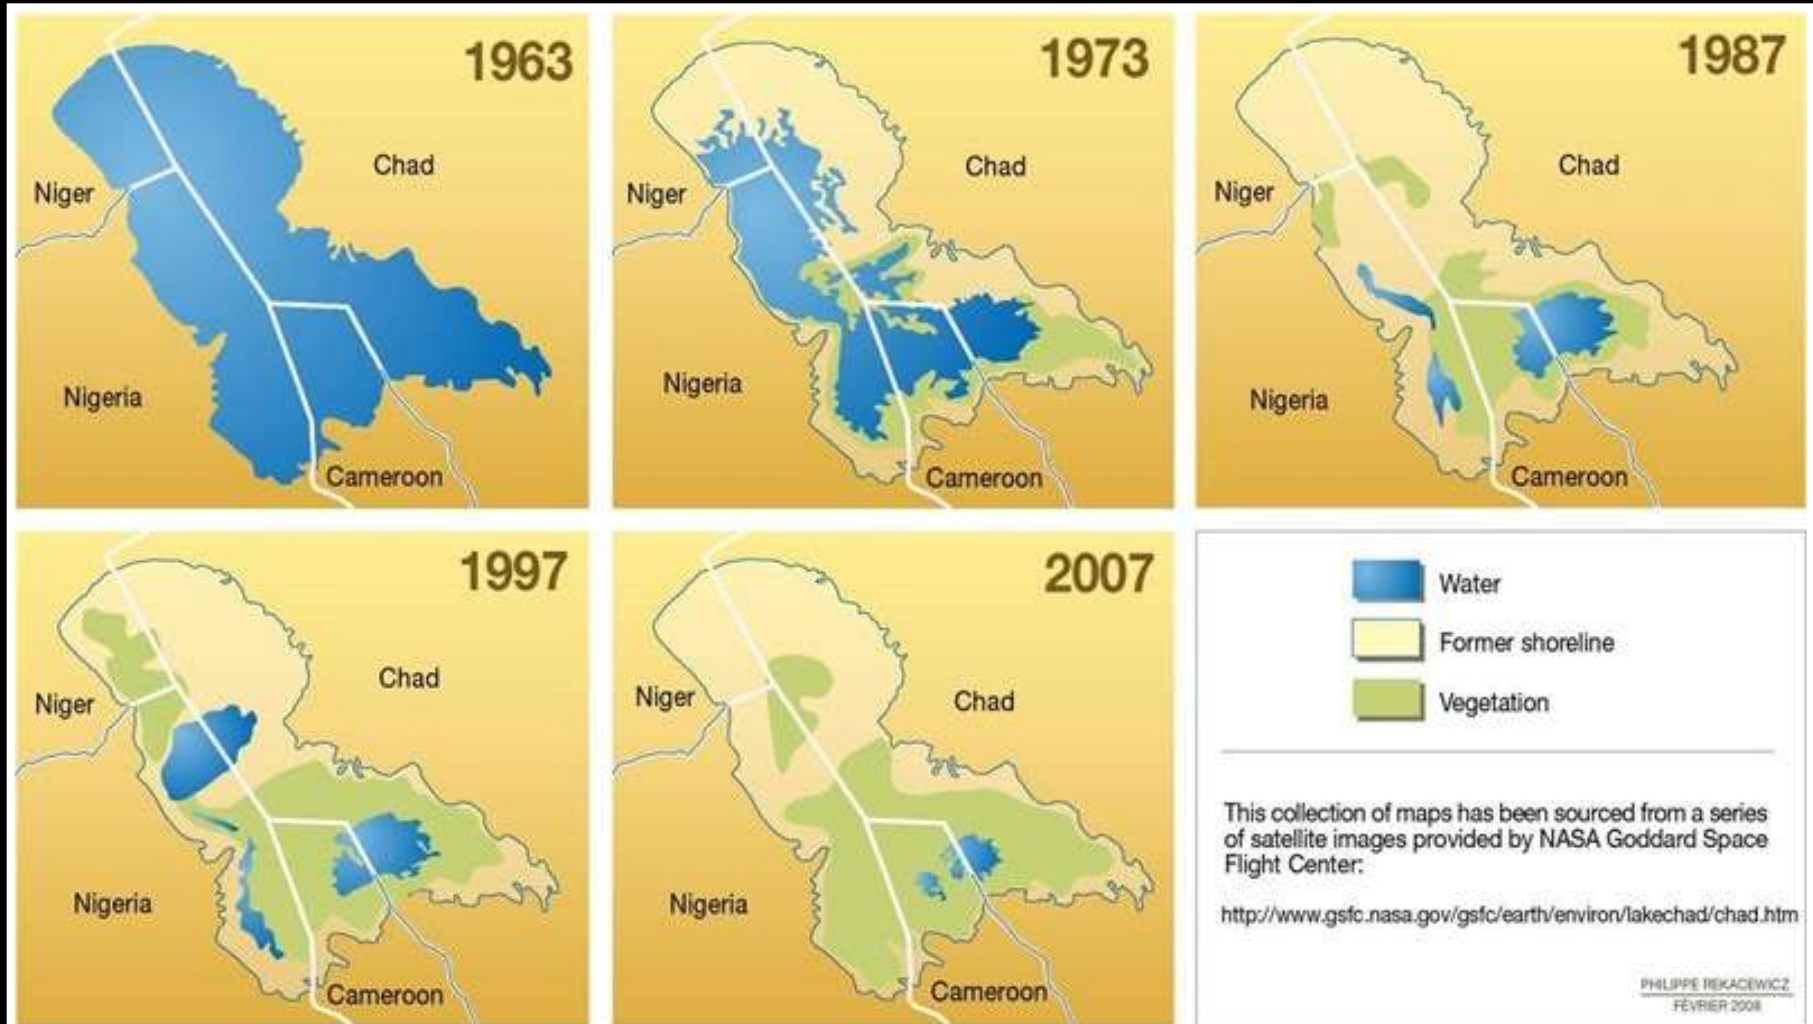 1963
Chad
Niger
Nigeria
Cameroon
1973
Chad
Niger
Nigeria
Cameroon
1987
Chad
Niger
Nigeria
Cameroon
1997
Chad
Niger
Nigeria
Cameroon
2007
Niger
Chad
Nigeria
Cameroon
Water
Former shoreline
Vegetation
This collection of maps has been sourced from a series
of satellite images provided by NASA Goddard Space
Flight Center:
http://www.gsfc.nasa.gov/gsfc/earth/environ/lakechad/chad.htm
PHILIPPE REKACEWICZ
FÉVRIER 2008